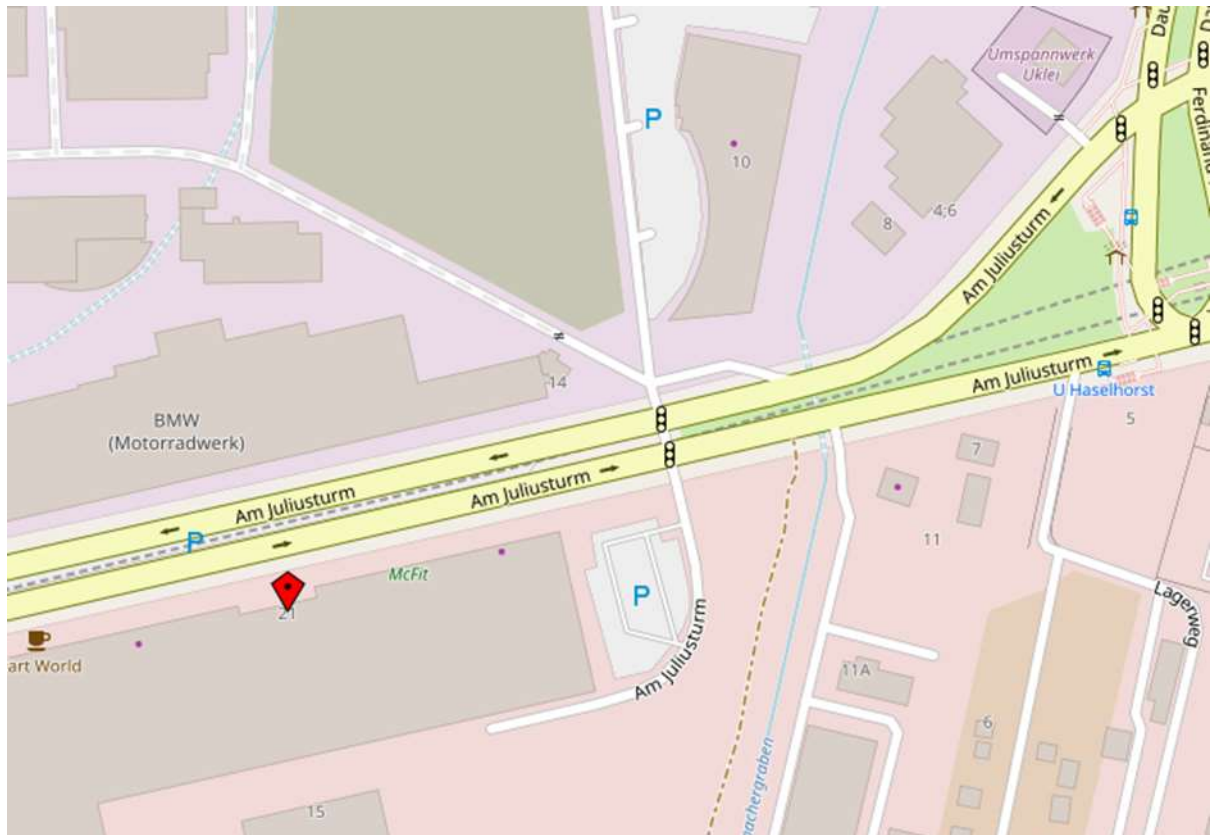 Umspannwerk
Uklei
P
10
4;6
8
Am Juliusturm
Am Juliusturm
U Haselhorst
14
BMW
(Motorradwerk)
5
7
Am Juliusturm
Am Juliusturm
P
11
McFit
P
21
Lagerweg
art World
Am Juliusturm
11A
6
15
machergraben